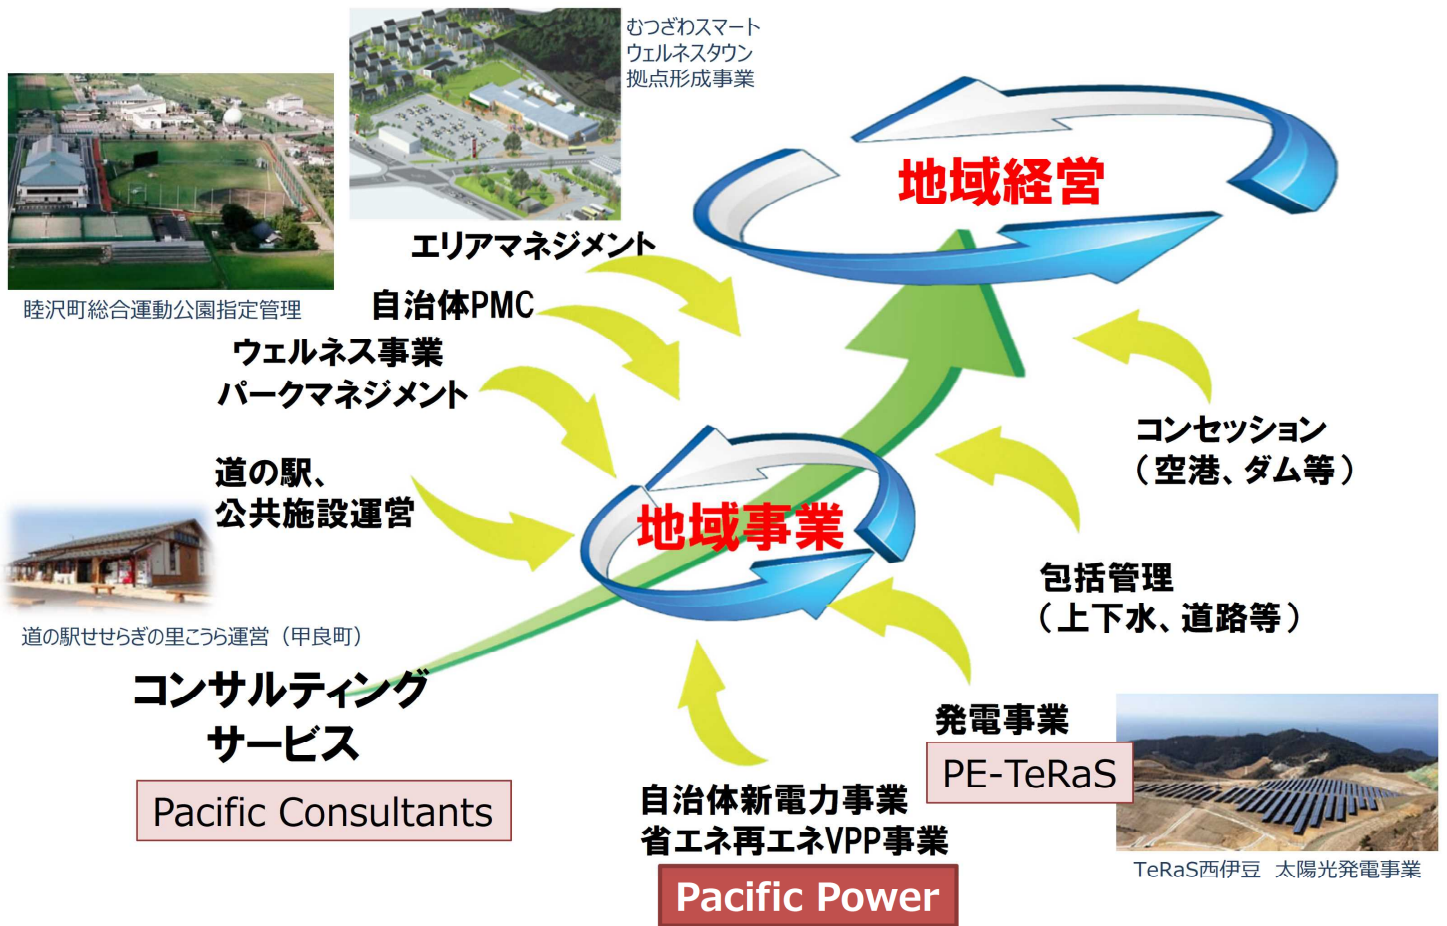 むつざわスマート
ウェルネスタウン
拠点形成事業
地域経営
エリアマネジメント
睦沢町総合運動公園指定管理
自治体PMC
ウェルネス事業
パークマネジメント
コンセッション
（空港、ダム等）
道の駅、
公共施設運営
地域事業
包括管理
（上下水、道路等）
道の駅せせらぎの里こうら運営（甲良町）
コンサルティング
サービス
Pacific Consultants
発電事業
PE-TeRaS
自治体新電力事業
省エネ再エネVPP事業
Pacific Power
TeRaS西伊豆　太陽光発電事業